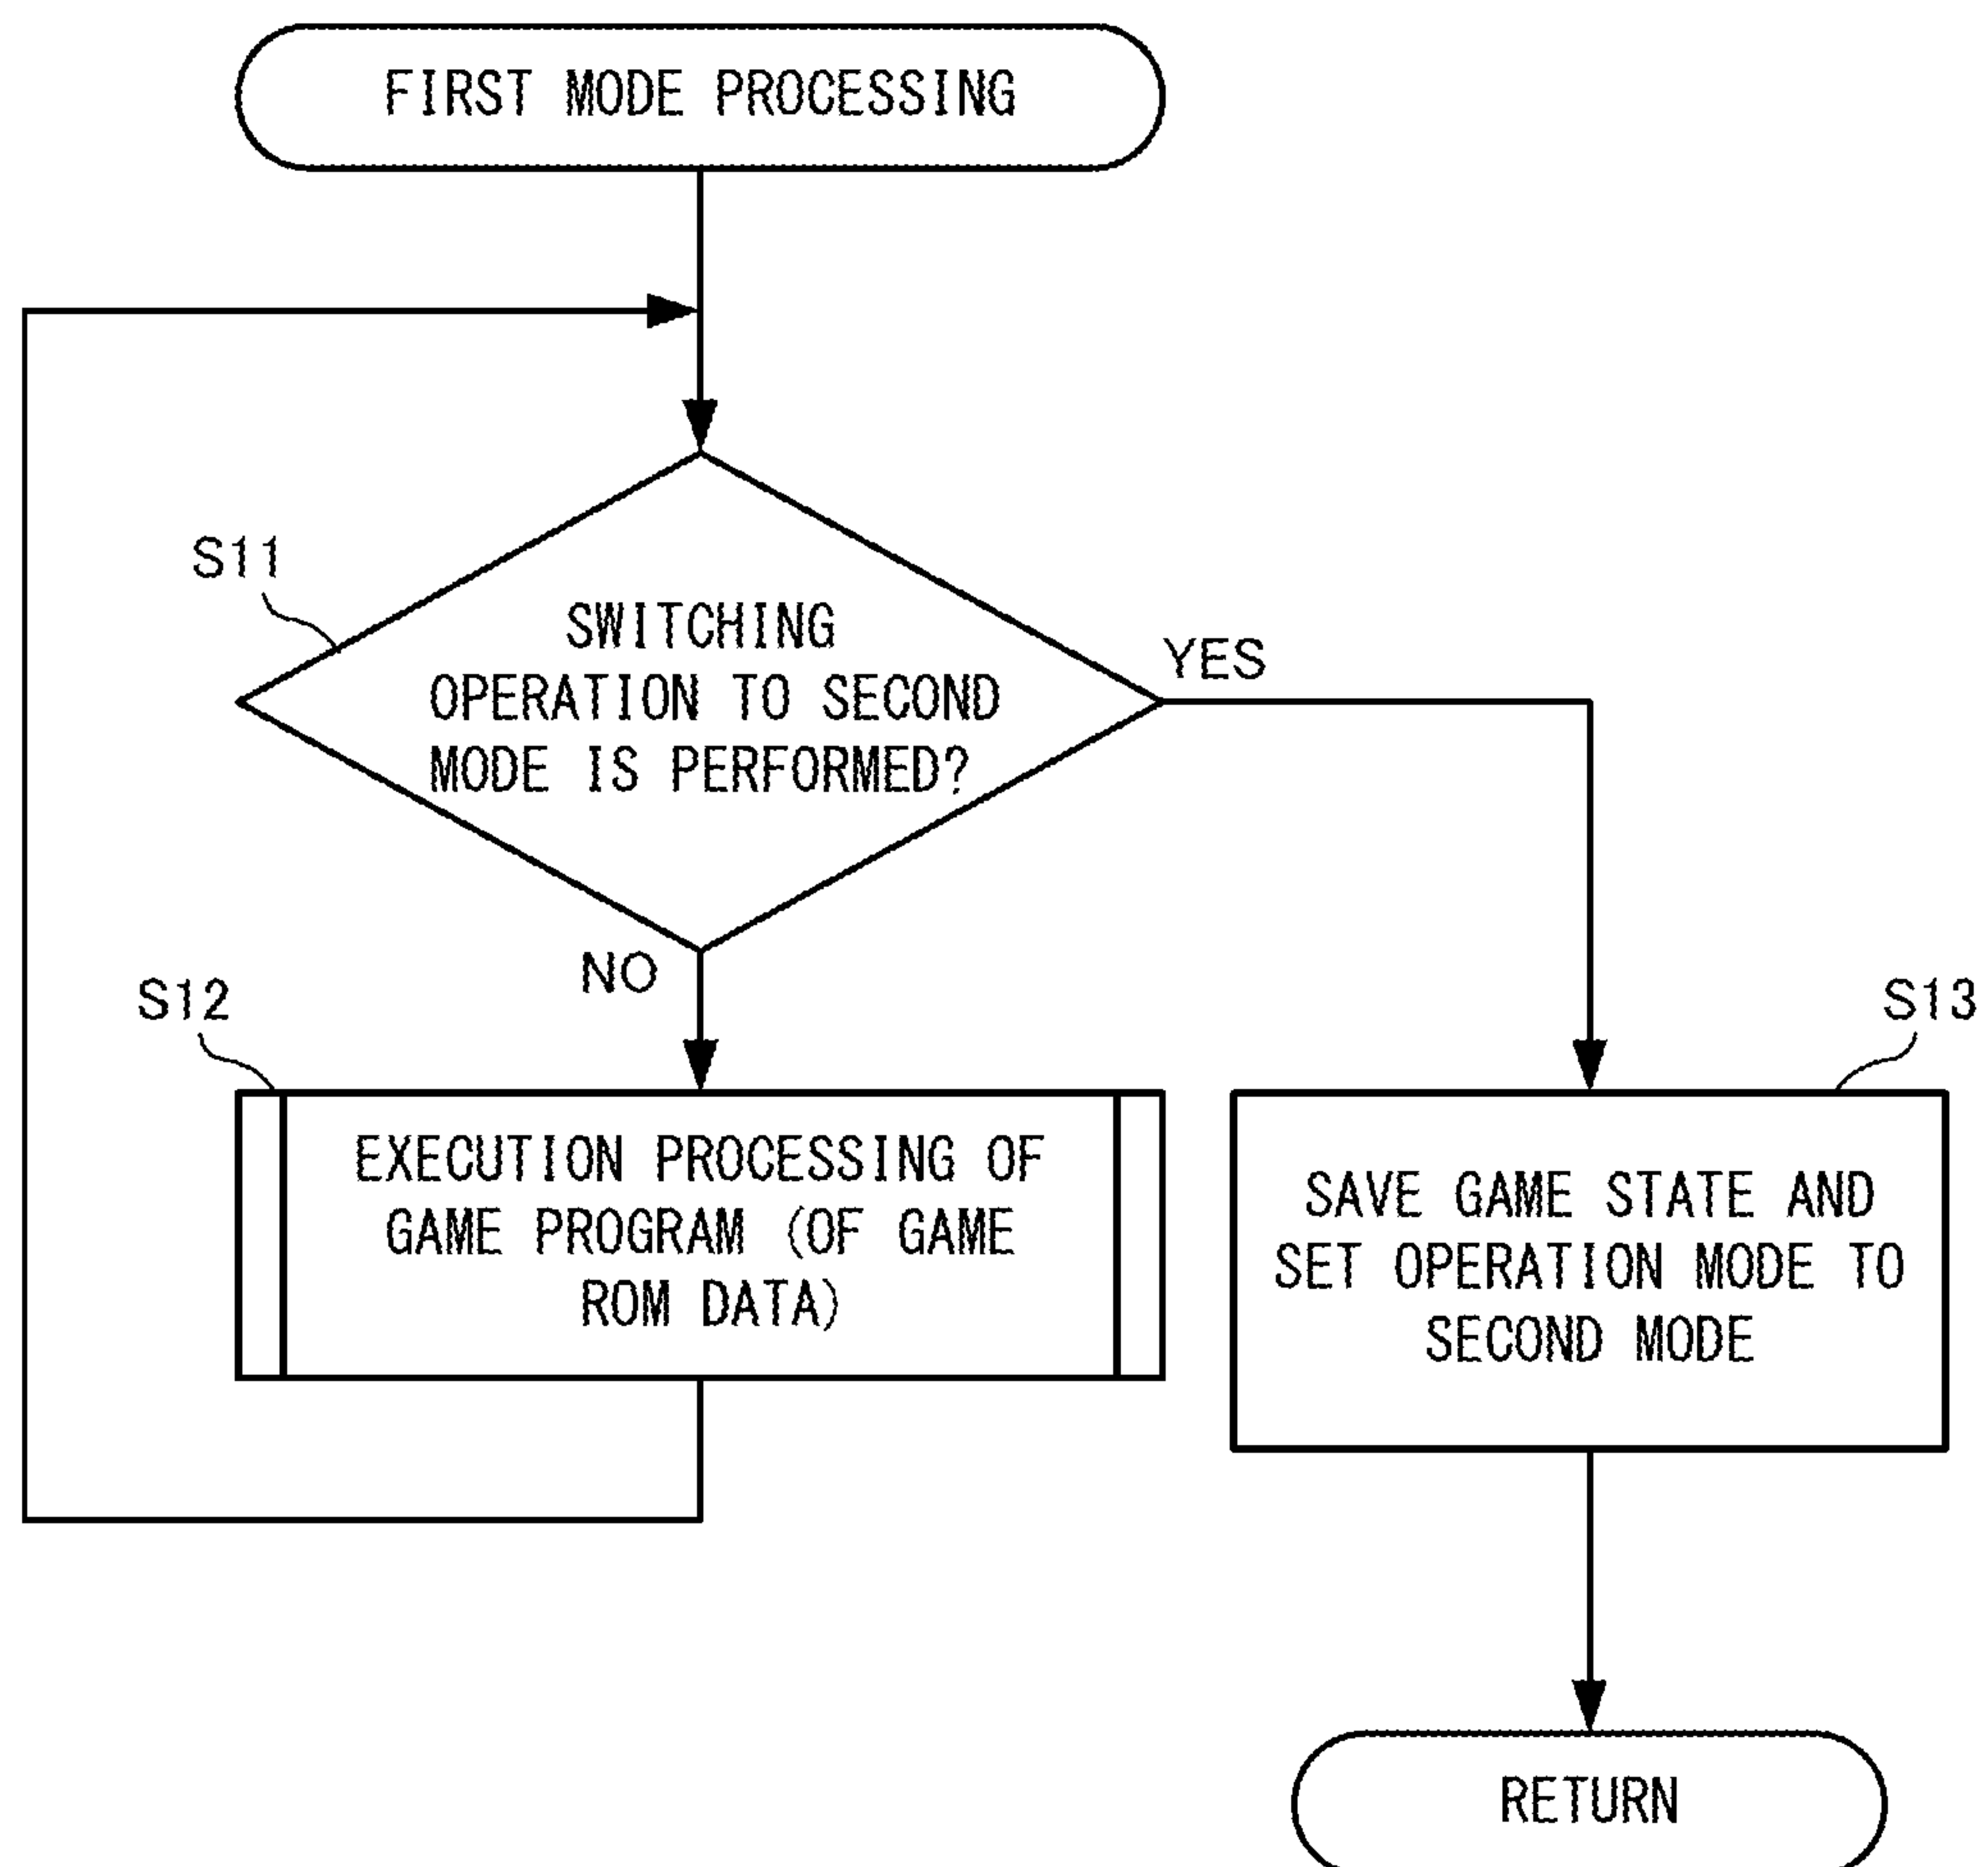 FIRST MODE PROCESSING
S11
SWITCHING
OPERATION TO SECOND
MODE IS PERFORMED?
YES
NO
S12
EXECUTION PROCESSING OF
GAME PROGRAM (OF GAME
ROM DATA)
S13
SAVE GAME STATE AND
SET OPERATION MODE TO
SECOND MODE
RETURN